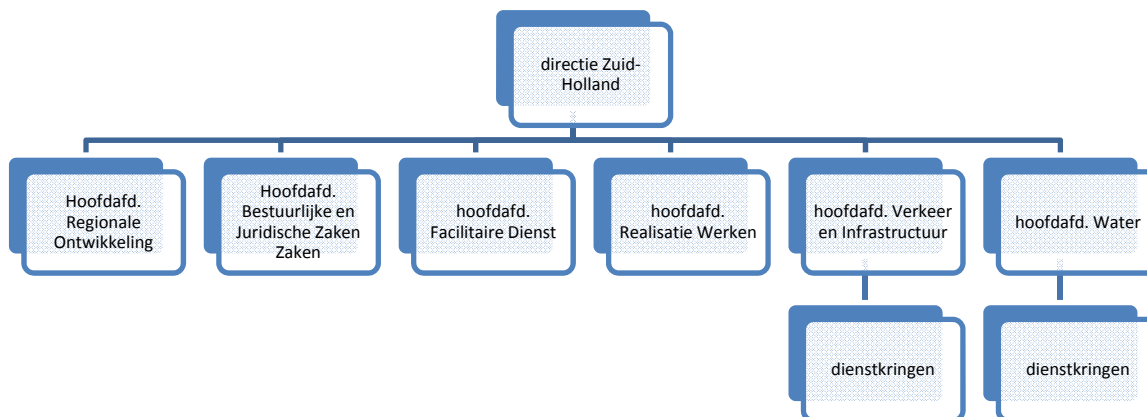 directie Zuid-
Holland
Hoofdafd.
Regionale
Ontwikkeling
Hoofdafd.
Bestuurlijke en
Juridische Zaken
Zaken
hoofdafd.
Facilitaire Dienst
hoofdafd.
Realisatie Werken
hoofdafd. Verkeer
en Infrastructuur
hoofdafd. Water
dienstkringen
dienstkringen